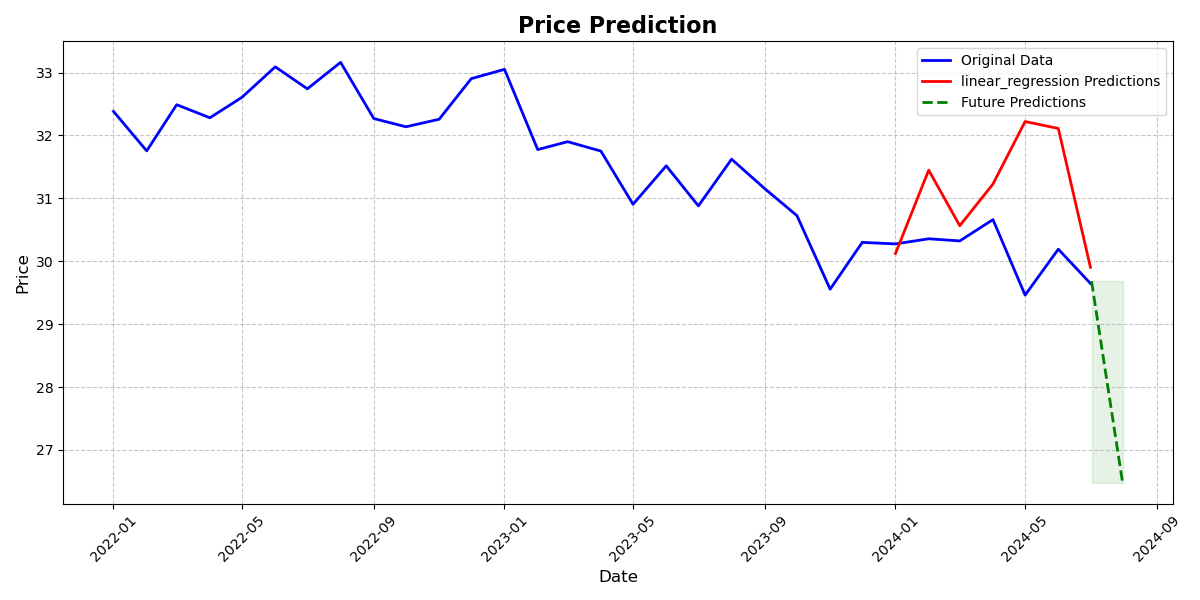 Price Prediction
Original Data
linear_regression Predictions
Future Predictions
Price
33
32
31
30
29
28
27
2022-01
2022-05
2022-09
2023-01
2023-05
2023-09
2024-01
2024-05
2024-09
Date